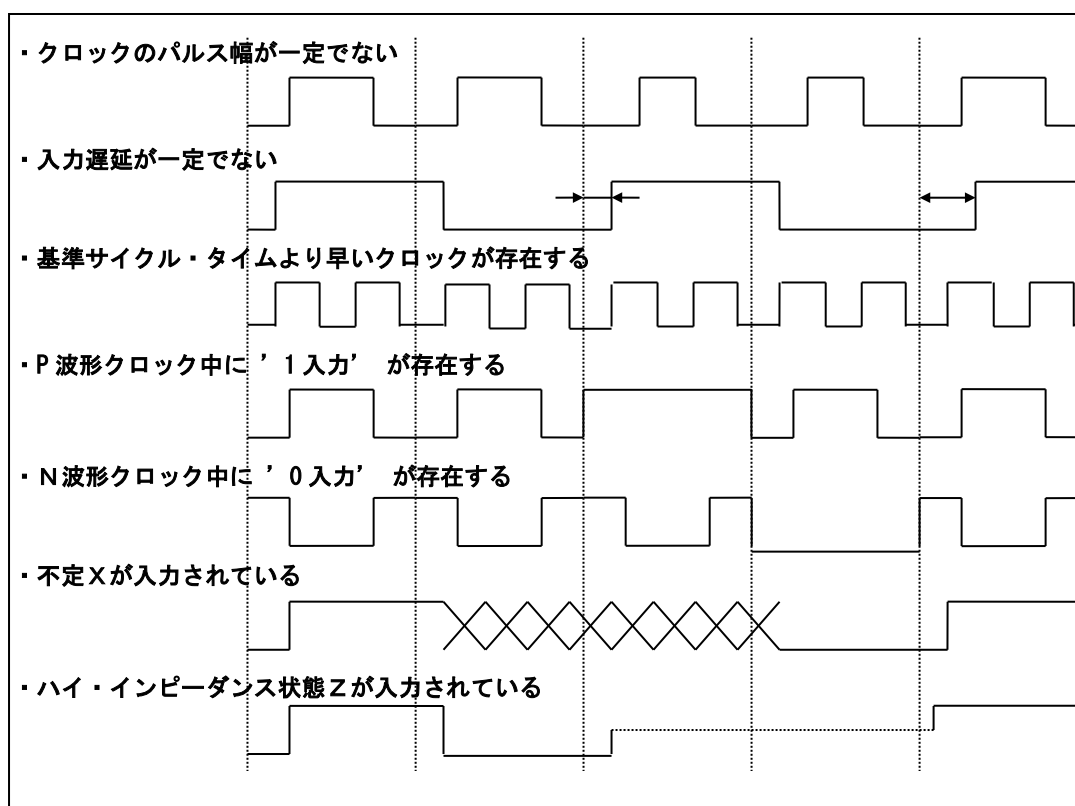 ・クロックのパルス幅が一定でない
・入力遅延が一定でない
・基準サイクル・タイムより早いクロックが存在する
・P波形クロック中に ’1入力’ が存在する
・N波形クロック中に ’0入力’ が存在する
・不定Xが入力されている
・ハイ・インピーダンス状態Zが入力されている